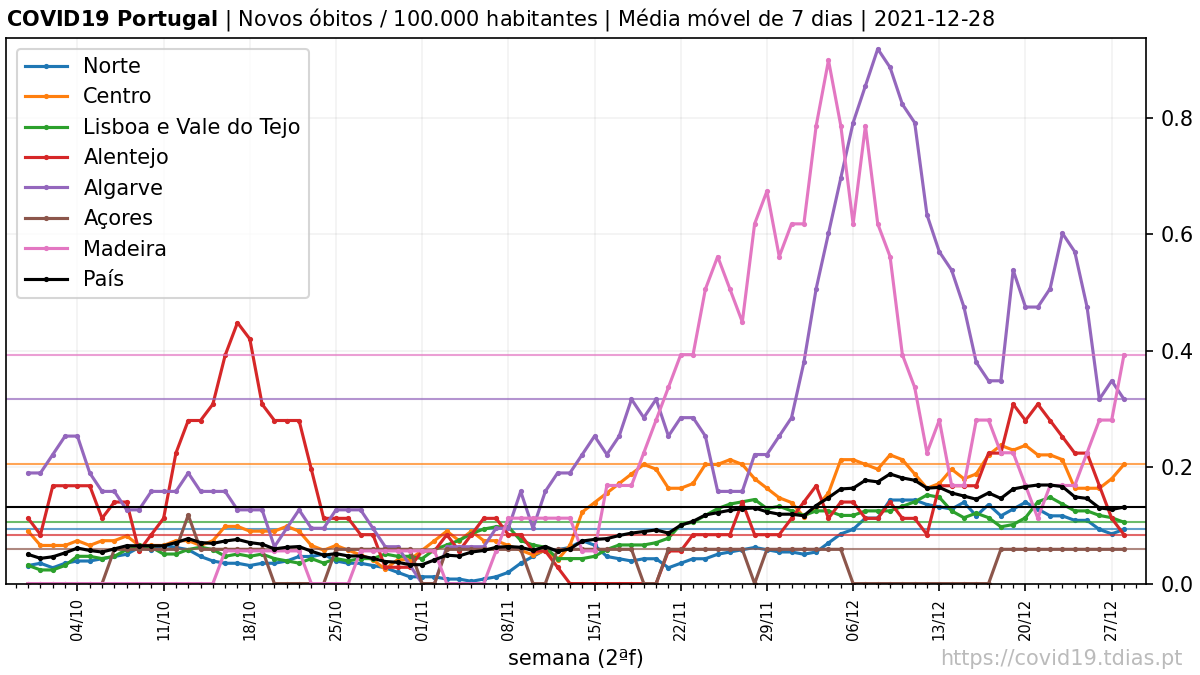 COVID19 Portugal | Novos óbitos / 100.000 habitantes | Média móvel de 7 dias | 2021-12-28
Norte
Centro
Lisboa e Vale do Tejo
Alentejo
Algarve
Açores
Madeira
País
0.8
0.6
0.4
0.2
0.0
04/10
11/10
18/10
25/10
01/11
08/11
15/11
22/11
29/11
06/12
13/12
20/12
27/12
semana (2ªf)
https://covid19.tdias.pt